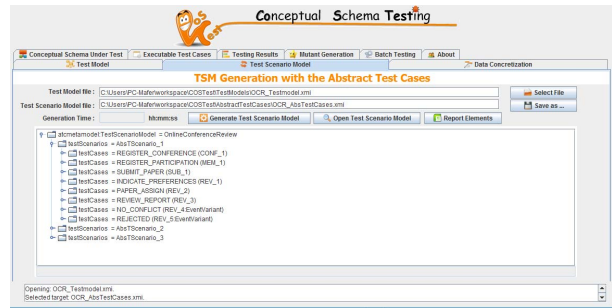 CosTest
Conceptual Schema Testing
Conceptual Schema Under Test Executable Test Cases Testing Results Mutant Generation Batch Testing About
Test Model Test Scenario Model Data Concretization
TSM Generation with the Abstract Test Cases
Test Model file : C:\Users\PC-Mafer\workspace\COSTest\TestModels\OCR_Testmodel.xmi Select File
Test Scenario Model file : C:\Users\PC-Mafer\workspace\COSTest\AbstractTestCases\OCR_AbsTestCases.xmi Save as ...
Generation Time : hh:mm:ss Generate Test Scenario Model Open Test Scenario Model Report Elements
atcmetamodel:TestScenarioModel = OnlineConferenceReview
testScenarios = AbsTScenario_1
testCases = REGISTER_CONFERENCE (CONF_1)
testCases = REGISTER_PARTICIPATION (MEM_1)
testCases = SUBMIT_PAPER (SUB_1)
testCases = INDICATE_PREFERENCES (REV_1)
testCases = PAPER_ASSIGN (REV_2)
testCases = REVIEW_REPORT (REV_3)
testCases = NO_CONFLICT (REV_4:EventVariant)
testCases = REJECTED (REV_5:EventVariant)
testScenarios = AbsTScenario_2
testScenarios = AbsTScenario_3
Opening: OCR_Testmodel.xmi.
Selected target: OCR_AbsTestCases.xmi.